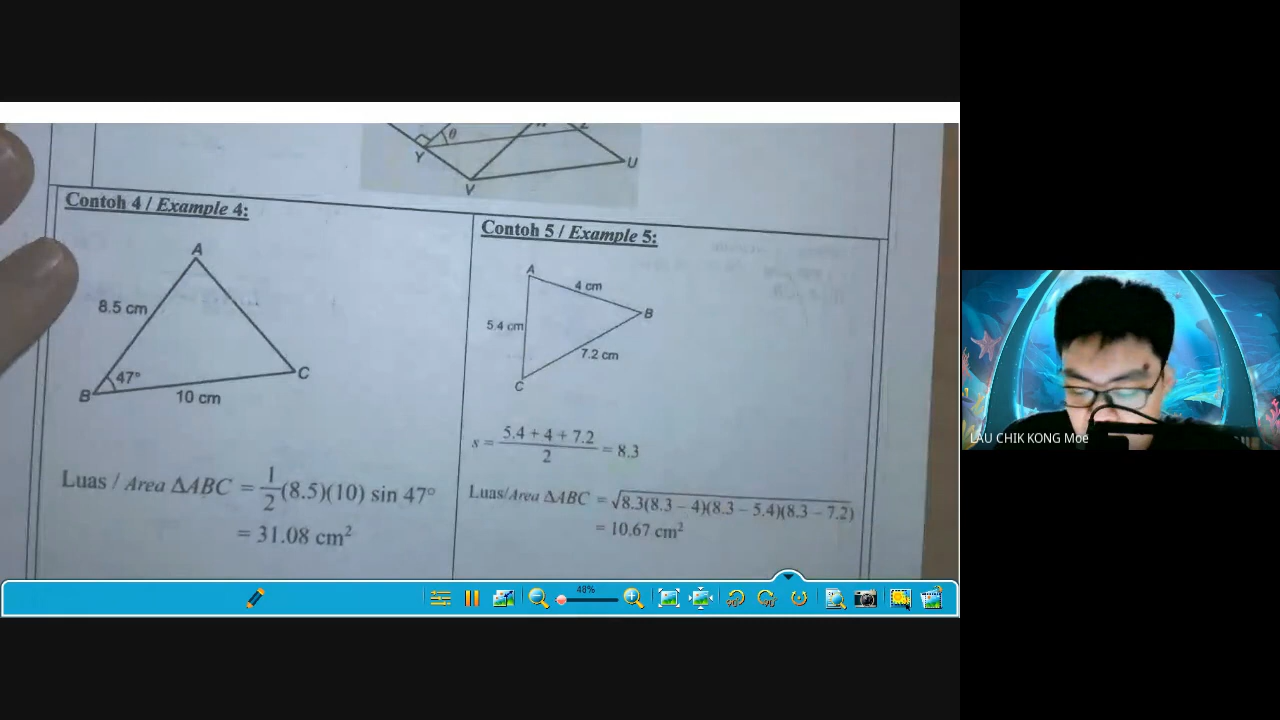 θ
Y
V
U
Contoh 4 / Example 4:
A
8.5 cm
47°
B
C
10 cm
Luas / Area ΔABC = 1/2 (8.5)(10) sin 47°
= 31.08 cm²
Contoh 5 / Example 5:
A
4 cm
B
5.4 cm
7.2 cm
C
s = 5.4 + 4 + 7.2 / 2 = 8.3
Luas/Area ΔABC = √8.3(8.3 – 4)(8.3 – 5.4)(8.3 – 7.2)
= 10.67 cm²
48%
90 90
LAU CHIK KONG Moe